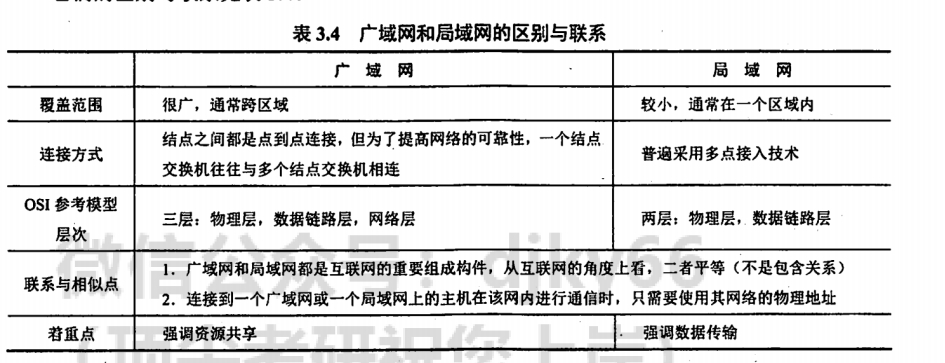 表 3.4 广域网和局域网的区别与联系
广 域 网 局 域 网
覆盖范围 很广，通常跨区域 较小，通常在一个区域内
连接方式 结点之间都是点到点连接，但为了提高网络的可靠性，一个结点
交换机往往与多个结点交换机相连 普遍采用多点接入技术
OSI 参考模型
层次 三层：物理层，数据链路层，网络层 两层：物理层，数据链路层
联系与相似点 1．广域网和局域网都是互联网的重要组成构件，从互联网的角度上看，二者平等（不是包含关系）
2．连接到一个广域网或一个局域网上的主机在该网内进行通信时，只需要使用其网络的物理地址
着重点 强调资源共享 强调数据传输
微信公众号：djky66